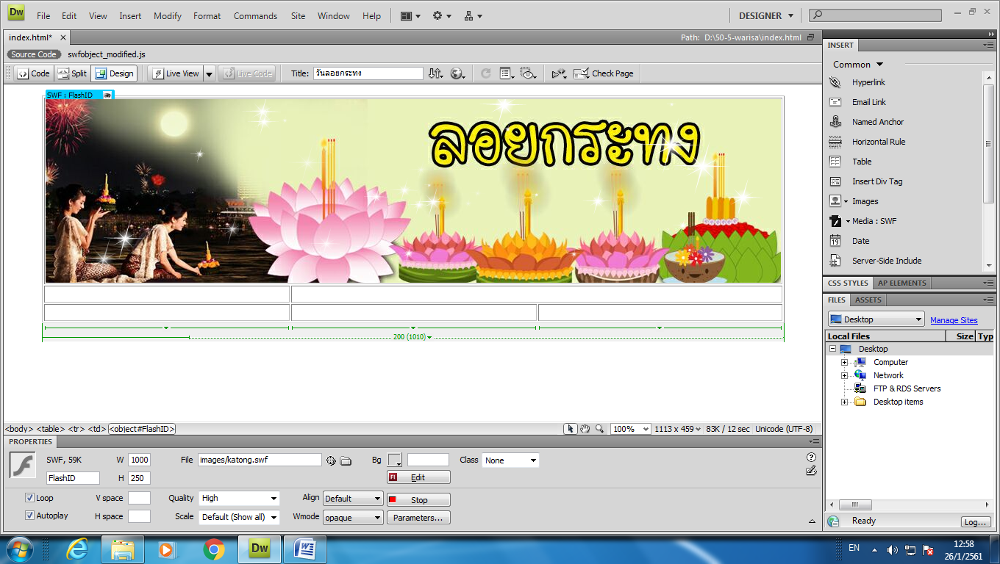 Dw File Edit View Insert Modify Format Commands Site Window Help DESIGNER
index.html* Path: D:\50-5-warisa\index.html
Source Code swfobject_modified.js
Code Split Design Live View Live Code Title: วันลอยกระทง Check Page
SWF : FlashID
ลอยกระทง
200 (1010)
<body> <table> <tr> <td> <object#FlashID> 100% 1113 x 459 83K / 12 sec Unicode (UTF-8)
PROPERTIES
SWF, 59K W 1000 File images/katong.swf Bg Class None
FlashID H 250 Edit
Loop V space Quality High Align Default Stop
Autoplay H space Scale Default (Show all) Wmode opaque Parameters...
INSERT
Common
Hyperlink
Email Link
Named Anchor
Horizontal Rule
Table
Insert Div Tag
Images
Media : SWF
19 Date
Server-Side Include
CSS STYLES AP ELEMENTS
FILES ASSETS
Desktop Manage Sites
Local Files Size Typ
Desktop
Computer
Network
FTP & RDS Servers
Desktop items
Ready Log...
Dw W EN 12:58
26/1/2561